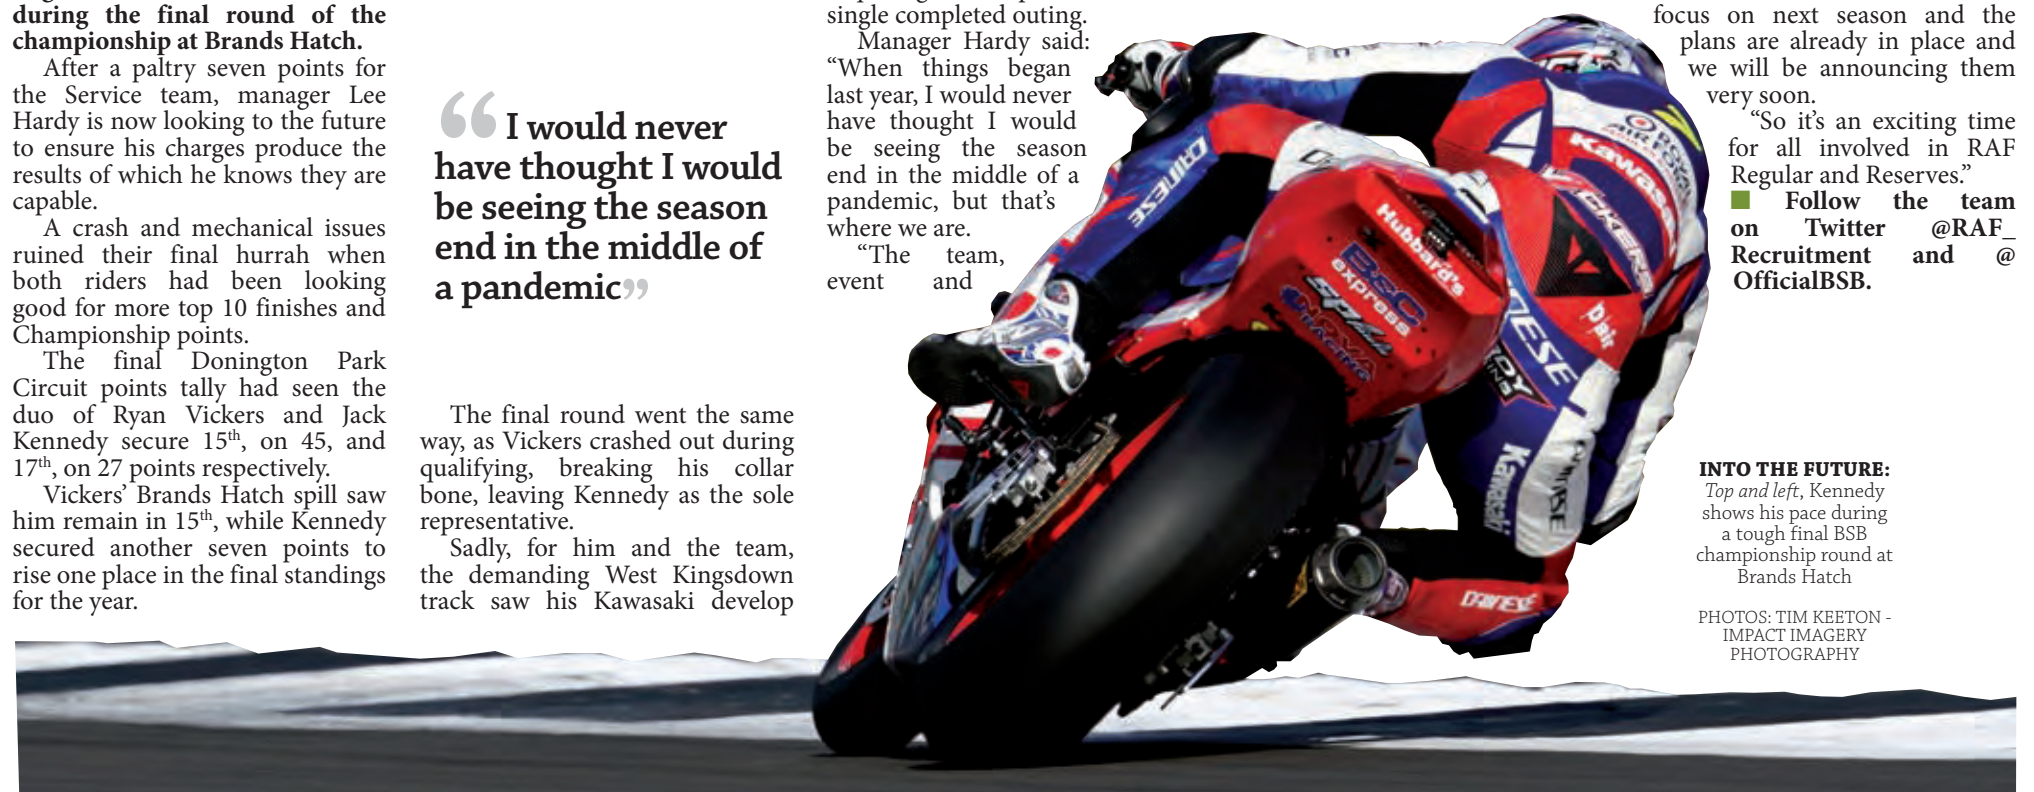 during the final round of the
championship at Brands Hatch.
After a paltry seven points for
the Service team, manager Lee
Hardy is now looking to the future
to ensure his charges produce the
results of which he knows they are
capable.
A crash and mechanical issues
ruined their final hurrah when
both riders had been looking
good for more top 10 finishes and
Championship points.
The final Donington Park
Circuit points tally had seen the
duo of Ryan Vickers and Jack
Kennedy secure 15th, on 45, and
17th, on 27 points respectively.
Vickers' Brands Hatch spill saw
him remain in 15th, while Kennedy
secured another seven points to
rise one place in the final standings
for the year.
“I would never
have thought I would
be seeing the season
end in the middle of
a pandemic”
The final round went the same
way, as Vickers crashed out during
qualifying, breaking his collar
bone, leaving Kennedy as the sole
representative.
Sadly, for him and the team,
the demanding West Kingsdown
track saw his Kawasaki develop
single completed outing.
Manager Hardy said:
“When things began
last year, I would never
have thought I would
be seeing the season
end in the middle of a
pandemic, but that’s
where we are.
“The team,
event and
focus on next season and the
plans are already in place and
we will be announcing them
very soon.
“So it’s an exciting time
for all involved in RAF
Regular and Reserves.”
■ Follow the team
on Twitter @RAF_
Recruitment and @
OfficialBSB.
DAINESE
Kawasaki
VICKERS
Hubbard's
B&C
express
NOVA
RACING
d|air
Kawasaki
DAINESE
INTO THE FUTURE:
Top and left, Kennedy
shows his pace during
a tough final BSB
championship round at
Brands Hatch
PHOTOS: TIM KEETON -
IMPACT IMAGERY
PHOTOGRAPHY